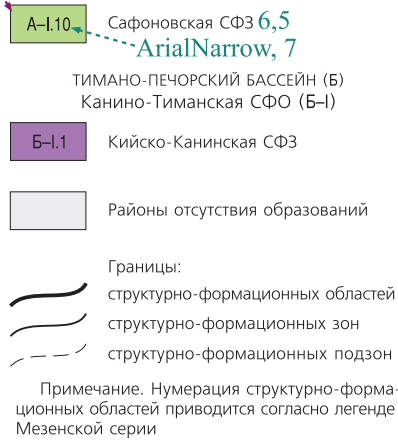 А–I.10 Сафоновская СФЗ 6,5
ArialNarrow, 7
ТИМАНО-ПЕЧОРСКИЙ БАССЕЙН (Б)
Канино-Тиманская СФО (Б–I)
Б–I.1 Кийско-Канинская СФЗ
Районы отсутствия образований
Границы:
структурно-формационных областей
структурно-формационных зон
структурно-формационных подзон
Примечание. Нумерация структурно-форма-
ционных областей приводится согласно легенде
Мезенской серии